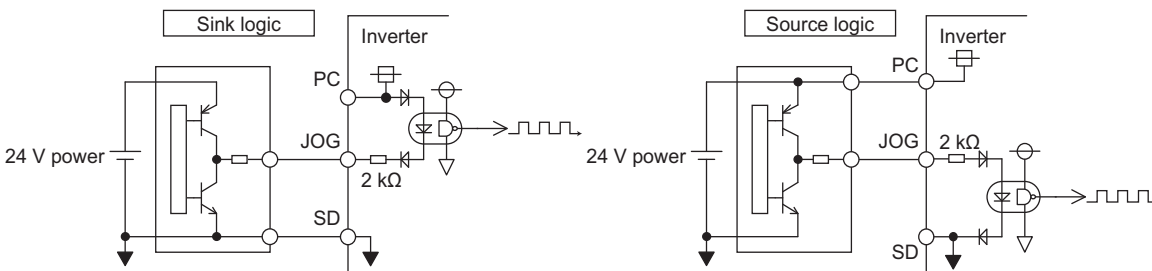 Sink logic
Inverter
PC
24 V power
JOG
2 kΩ
SD
Source logic
Inverter
PC
24 V power
JOG
2 kΩ
SD